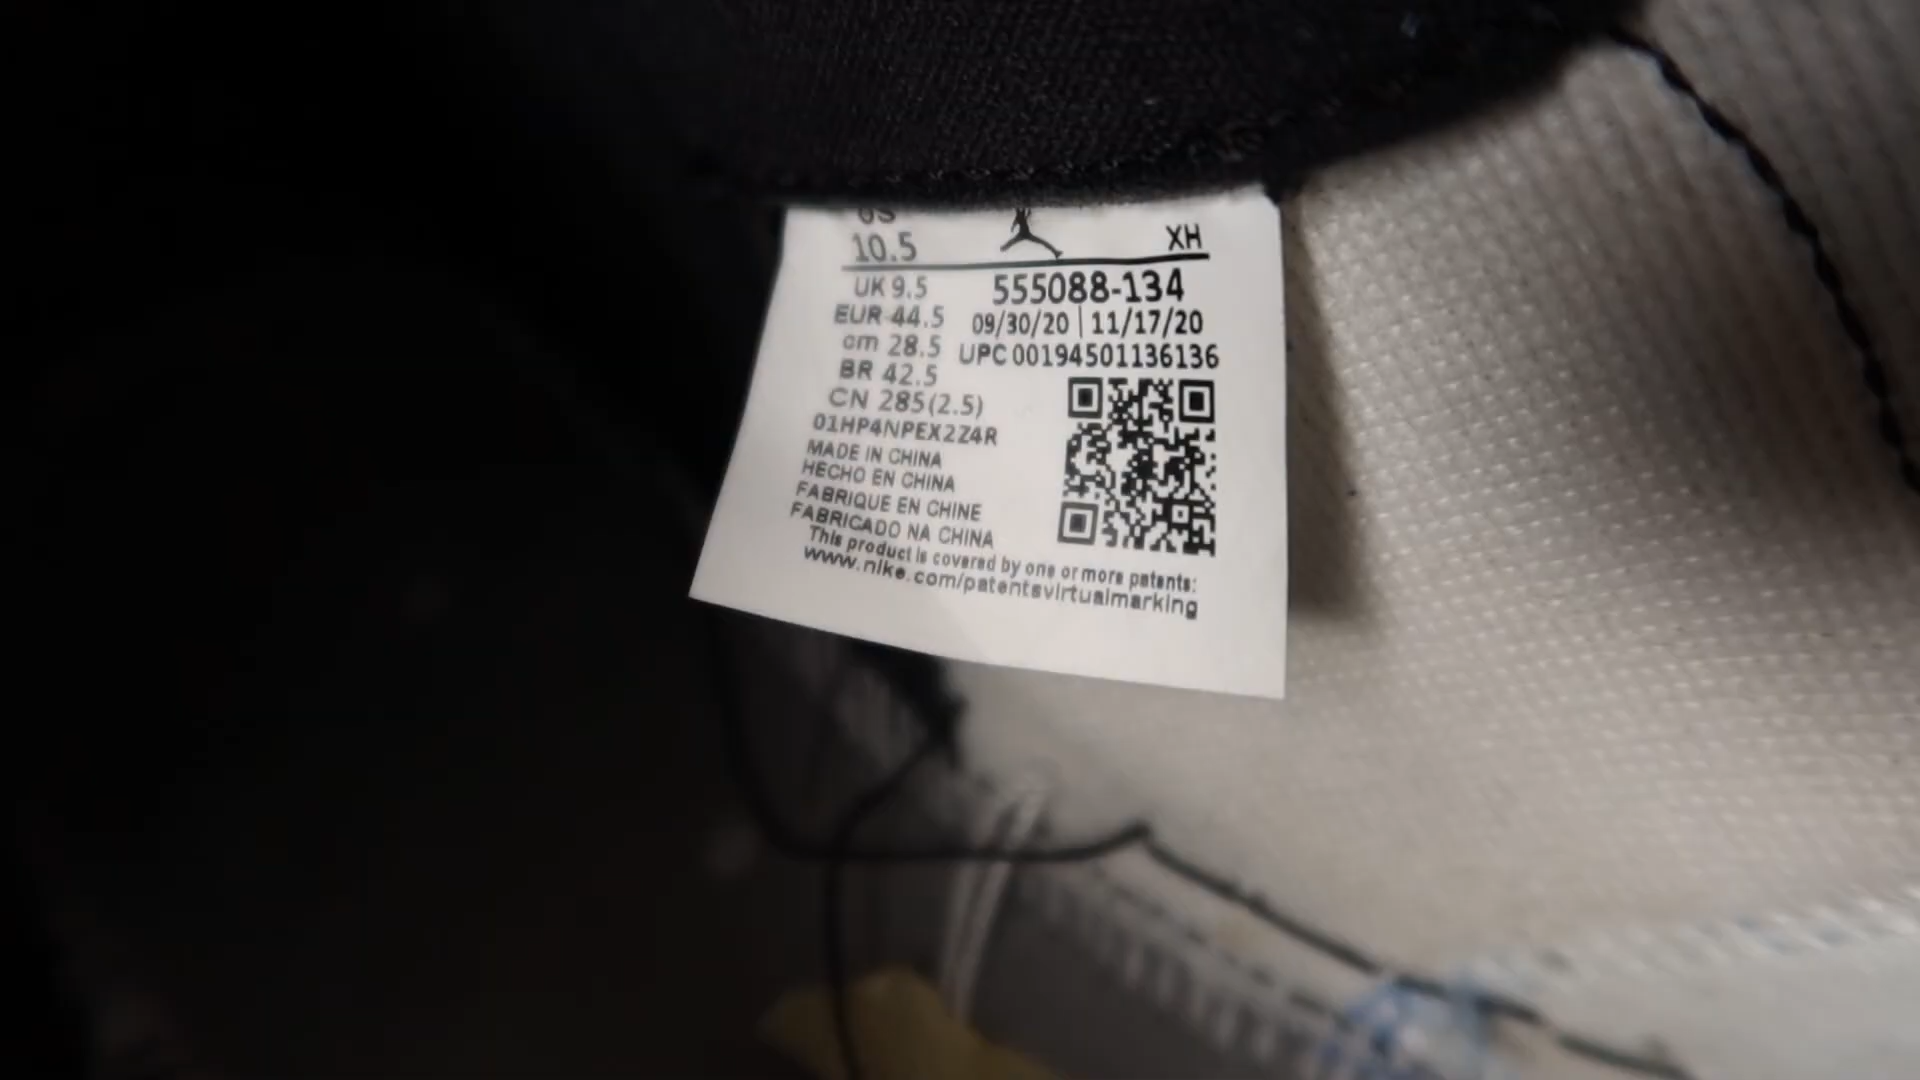 US
10.5 XH
UK 9.5 555088-134
EUR 44.5 09/30/20 | 11/17/20
cm 28.5 UPC 00194501136136
BR 42.5
CN 285(2.5)
01HP4NPEX2Z4R
MADE IN CHINA
HECHO EN CHINA
FABRIQUE EN CHINE
FABRICADO NA CHINA
This product is covered by one or more patents:
www.nike.com/patentsvirtualmarking